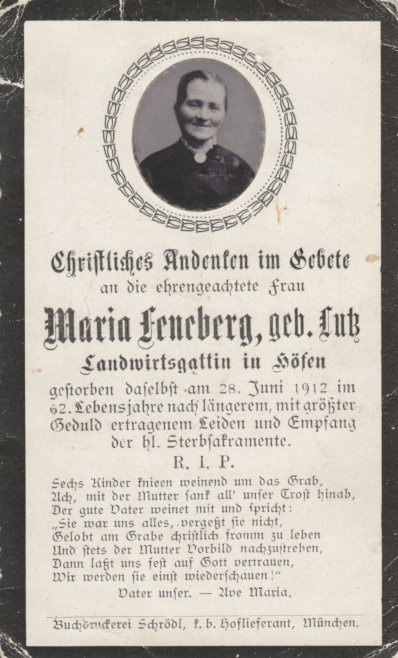 Christliches Andenken im Gebete
an die ehrengeachtete Frau
Maria Feneberg, geb. Lutz
Landwirtsgattin in Höfen
gestorben daselbst am 28. Juni 1912 im
62. Lebensjahre nach längerem, mit größter
Geduld ertragenem Leiden und Empfang
der hl. Sterbsakramente.
R. I. P.
Sechs Kinder knieen weinend um das Grab,
Ach, mit der Mutter sank all' unser Trost hinab,
Der gute Vater weinet mit und spricht:
„Sie war uns alles, vergeßt sie nicht,
Gelobt am Grabe christlich fromm zu leben
Und stets der Mutter Vorbild nachzustreben,
Dann laßt uns fest auf Gott vertrauen,
Wir werden sie einst wiederschauen!"
Vater unser. — Ave Maria.
Buchdruckerei Schrödl, k. b. Hoflieferant, München.